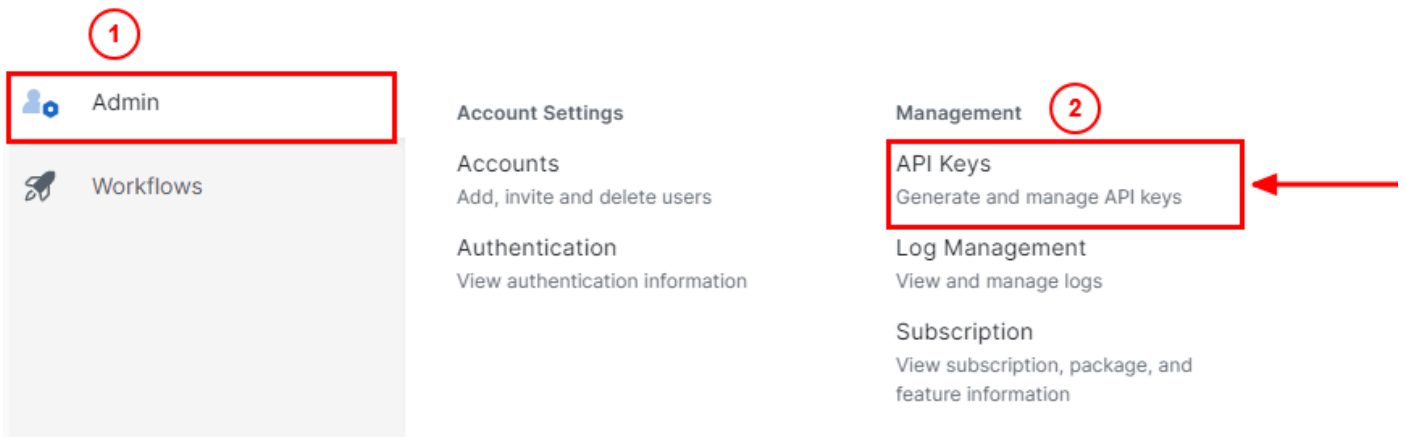 1
Admin
Workflows
Account Settings
Accounts
Add, invite and delete users
Authentication
View authentication information
Management
2
API Keys
Generate and manage API keys
Log Management
View and manage logs
Subscription
View subscription, package, and
feature information